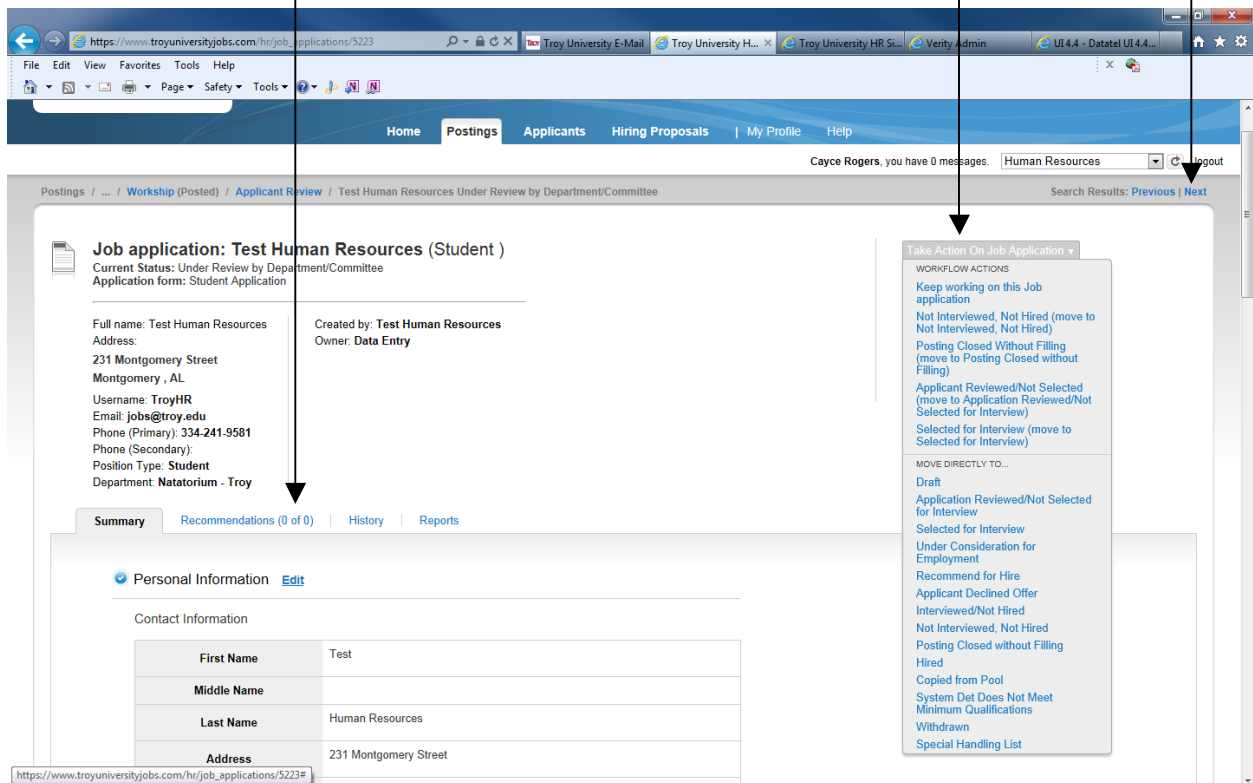 https://www.troyuniversityjobs.com/hr/job_applications/5223
Troy University E-Mail
Troy University H...
Troy University HR Si...
Verity Admin
UI 4.4 - Datatel UI 4.4...
File Edit View Favorites Tools Help
Page Safety Tools
Home Postings Applicants Hiring Proposals | My Profile Help
Cayce Rogers, you have 0 messages. Human Resources logout
Postings / ... / Workship (Posted) / Applicant Review / Test Human Resources Under Review by Department/Committee
Search Results: Previous | Next
Job application: Test Human Resources (Student )
Current Status: Under Review by Department/Committee
Application form: Student Application
Full name: Test Human Resources
Address:
231 Montgomery Street
Montgomery , AL
Username: TroyHR
Email: jobs@troy.edu
Phone (Primary): 334-241-9581
Phone (Secondary):
Position Type: Student
Department: Natatorium - Troy
Created by: Test Human Resources
Owner: Data Entry
Take Action On Job Application
WORKFLOW ACTIONS
Keep working on this Job
application
Not Interviewed, Not Hired (move to
Not Interviewed, Not Hired)
Posting Closed Without Filling
(move to Posting Closed without
Filling)
Applicant Reviewed/Not Selected
(move to Application Reviewed/Not
Selected for Interview)
Selected for Interview (move to
Selected for Interview)
MOVE DIRECTLY TO...
Draft
Application Reviewed/Not Selected
for Interview
Selected for Interview
Under Consideration for
Employment
Recommend for Hire
Applicant Declined Offer
Interviewed/Not Hired
Not Interviewed, Not Hired
Posting Closed without Filling
Hired
Copied from Pool
System Det Does Not Meet
Minimum Qualifications
Withdrawn
Special Handling List
Summary Recommendations (0 of 0) History Reports
Personal Information Edit
Contact Information
First Name Test
Middle Name
Last Name Human Resources
Address 231 Montgomery Street
https://www.troyuniversityjobs.com/hr/job_applications/5223#